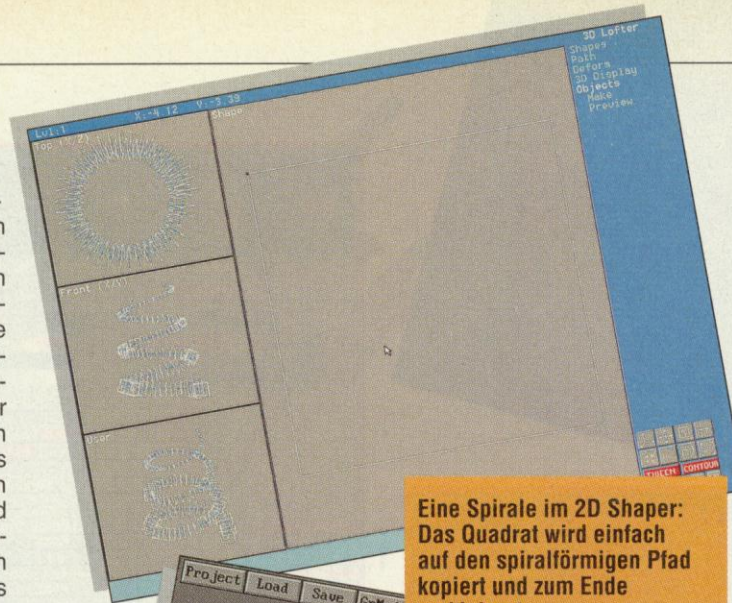 3D Lofter
Shapes
Path
Deform
3D Display
Objects
Make
Preview
Lvl:1 X:-4.12 Y:-3.39
Top (X/Z)
Shape
Front (X/Y)
User
TWEEN CONTOUR
Eine Spirale im 2D Shaper:
Das Quadrat wird einfach
auf den spiralförmigen Pfad
kopiert und zum Ende
Project Load Save
n
n
e
r
n
s
n
d
n
s